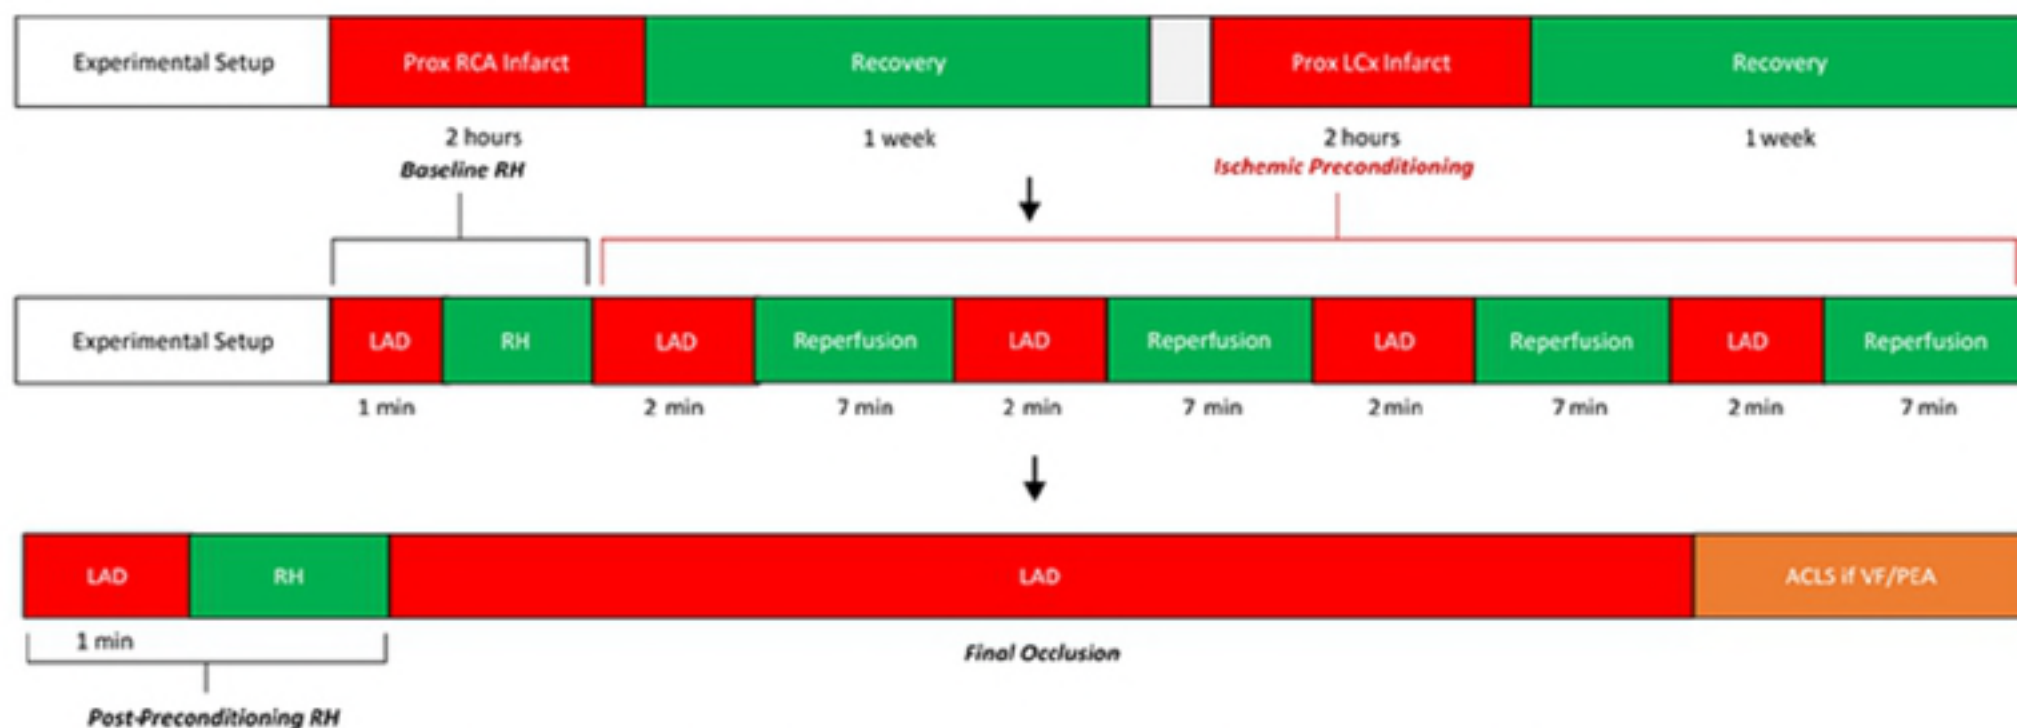 Experimental Setup
Prox RCA Infarct
Recovery
Prox LCx Infarct
Recovery
2 hours
1 week
2 hours
1 week
Baseline RH
Ischemic Preconditioning
Experimental Setup
LAD
RH
LAD
Reperfusion
LAD
Reperfusion
LAD
Reperfusion
LAD
Reperfusion
1 min
2 min
7 min
2 min
7 min
2 min
7 min
2 min
7 min
LAD
RH
LAD
ACLS if VF/PEA
1 min
Final Occlusion
Post-Preconditioning RH